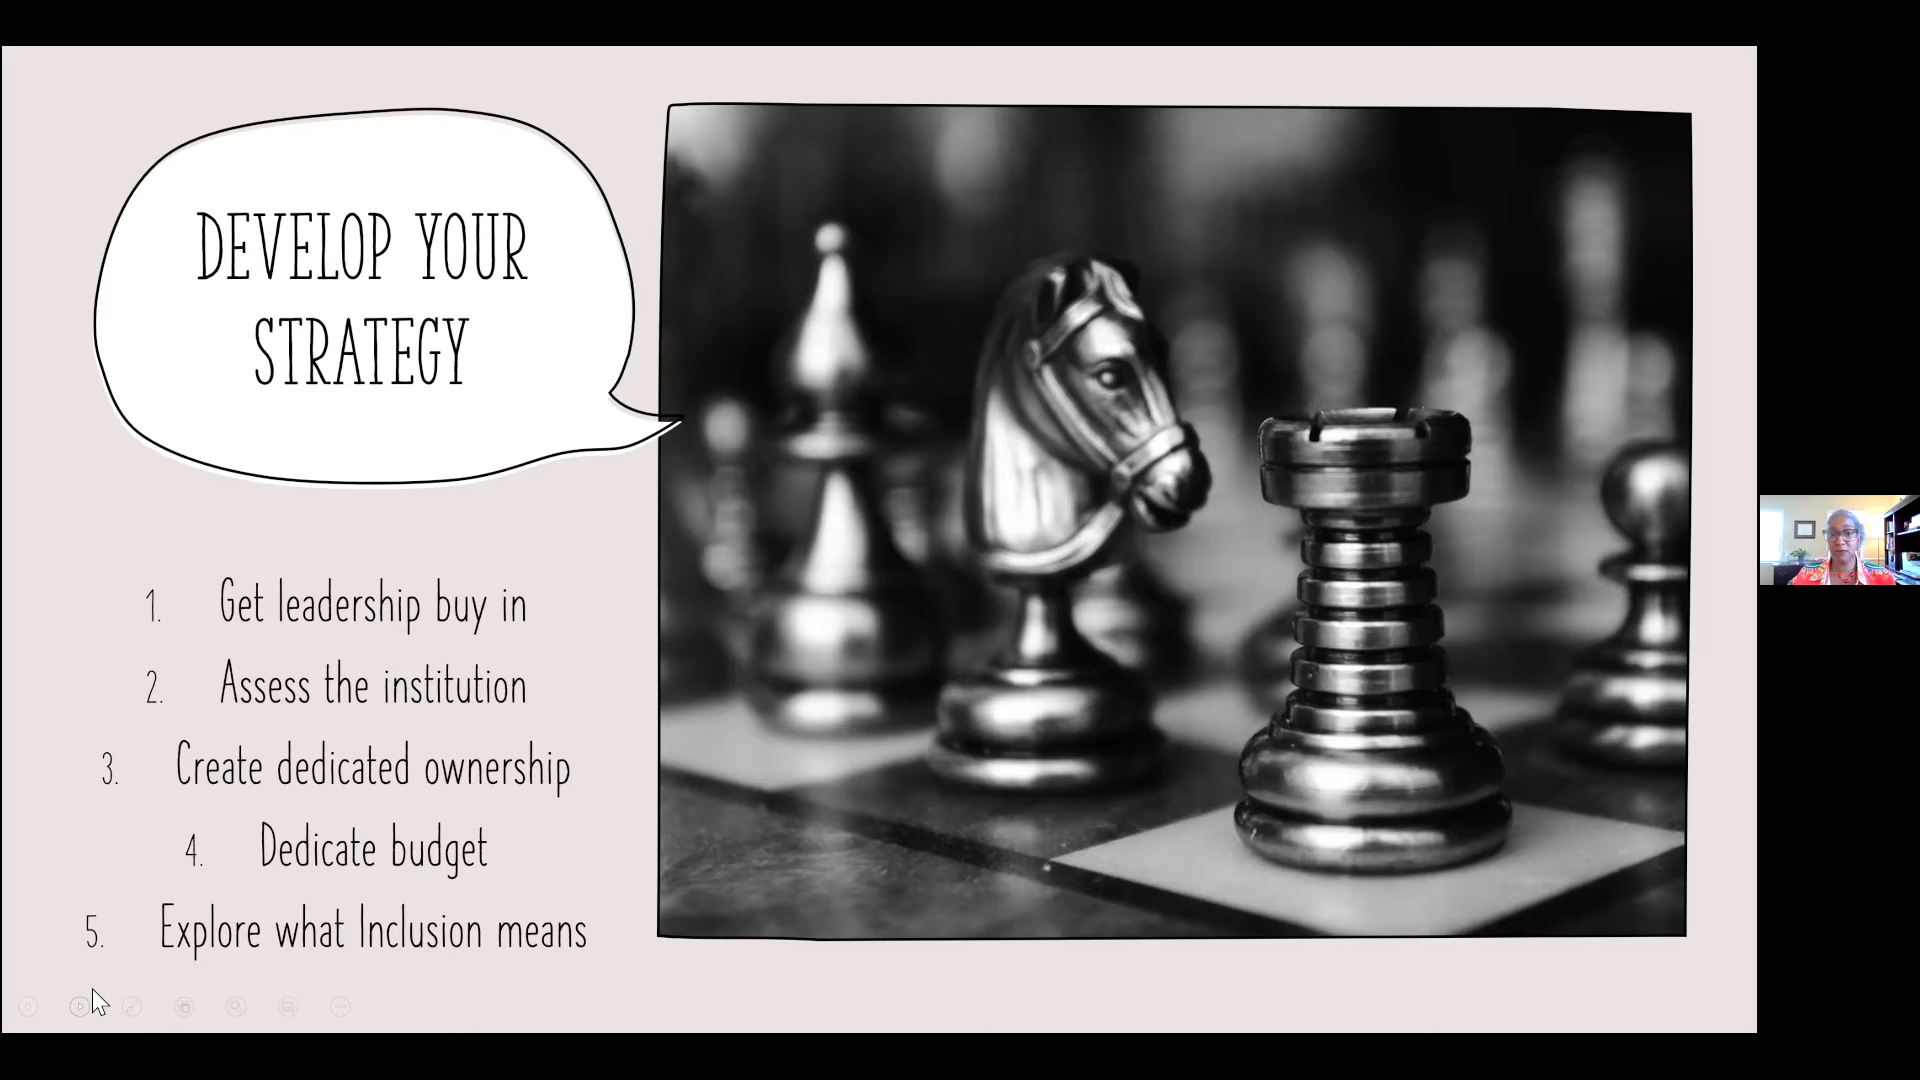 DEVELOP YOUR
STRATEGY
1. Get leadership buy in
2. Assess the institution
3. Create dedicated ownership
4. Dedicate budget
5. Explore what Inclusion means